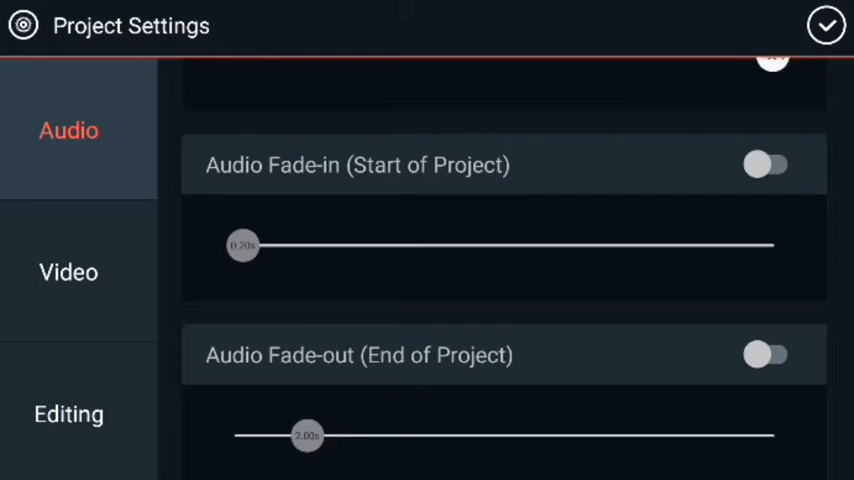 Project Settings
Audio
Audio Fade-in (Start of Project)
0.20s
Video
Audio Fade-out (End of Project)
Editing
2.00s